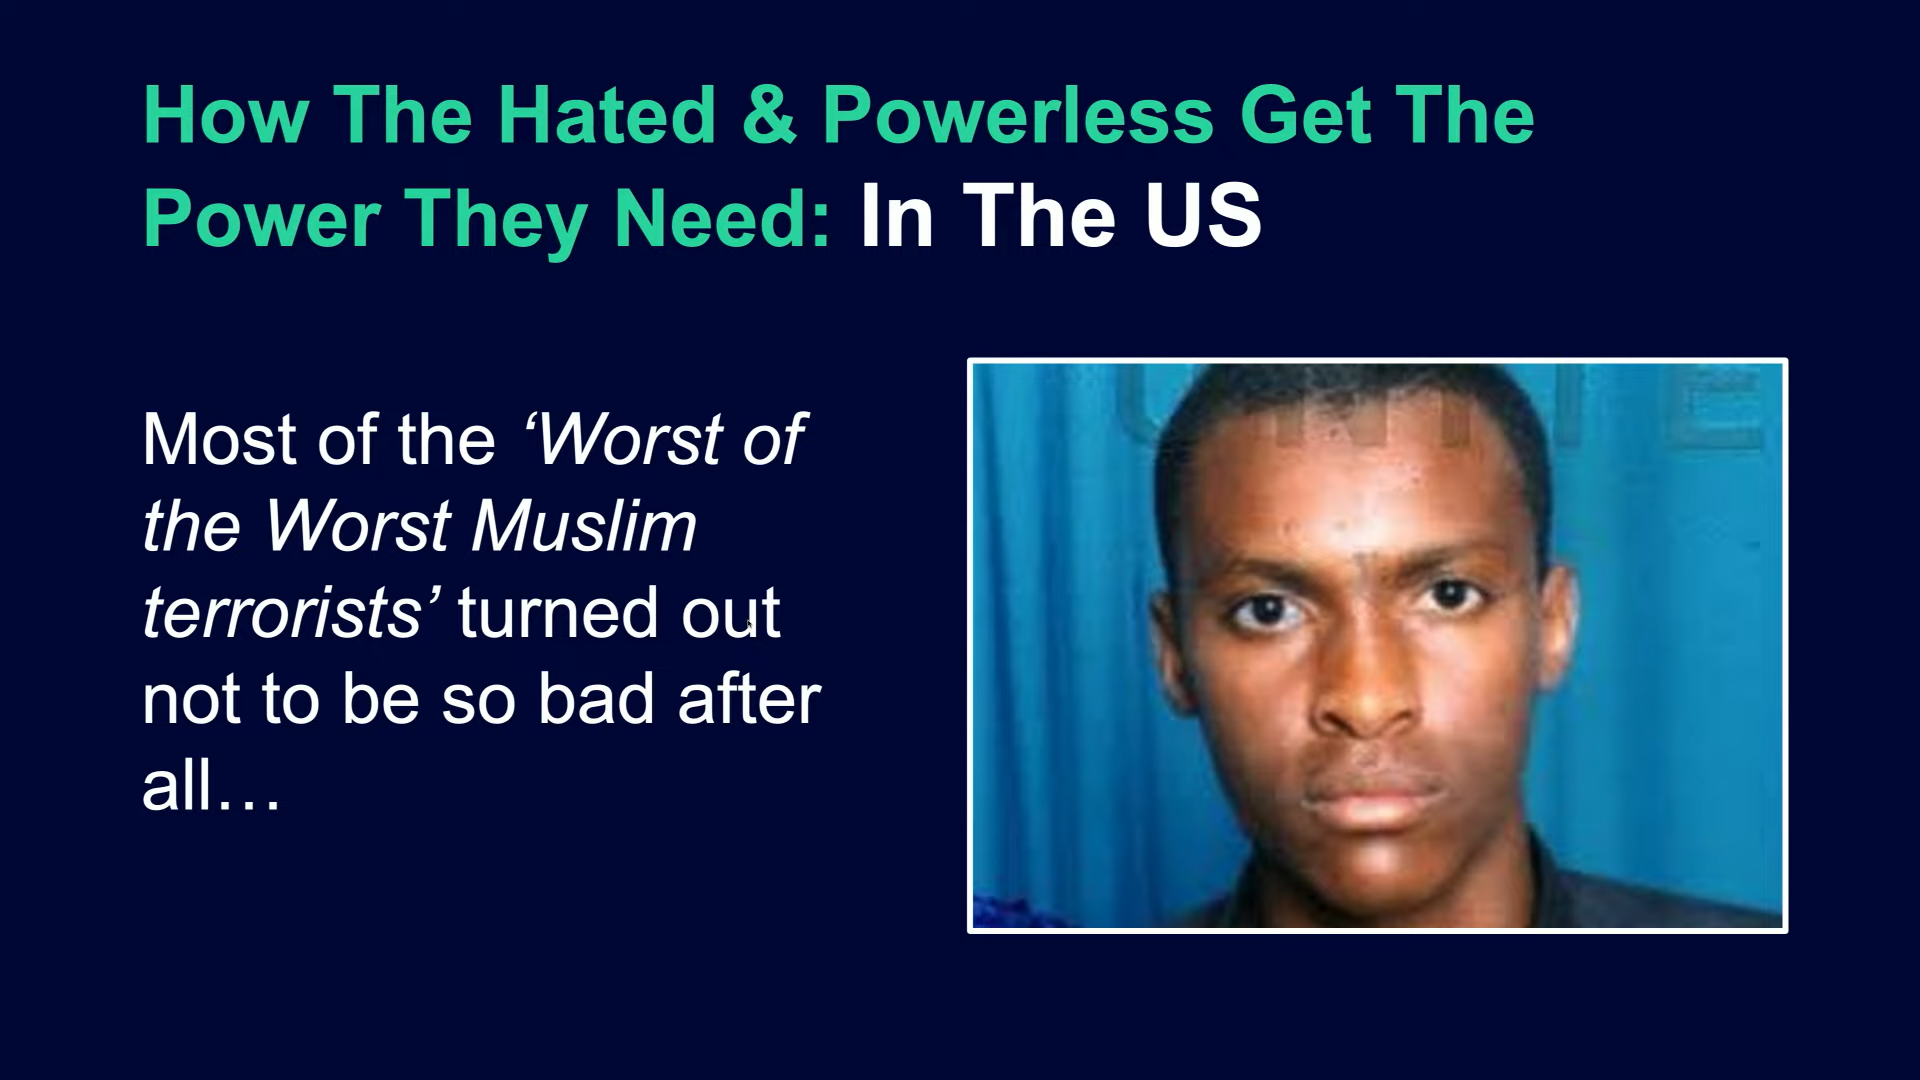 How The Hated & Powerless Get The
Power They Need: In The US
Most of the ‘Worst of
the Worst Muslim
terrorists’ turned out
not to be so bad after
all…